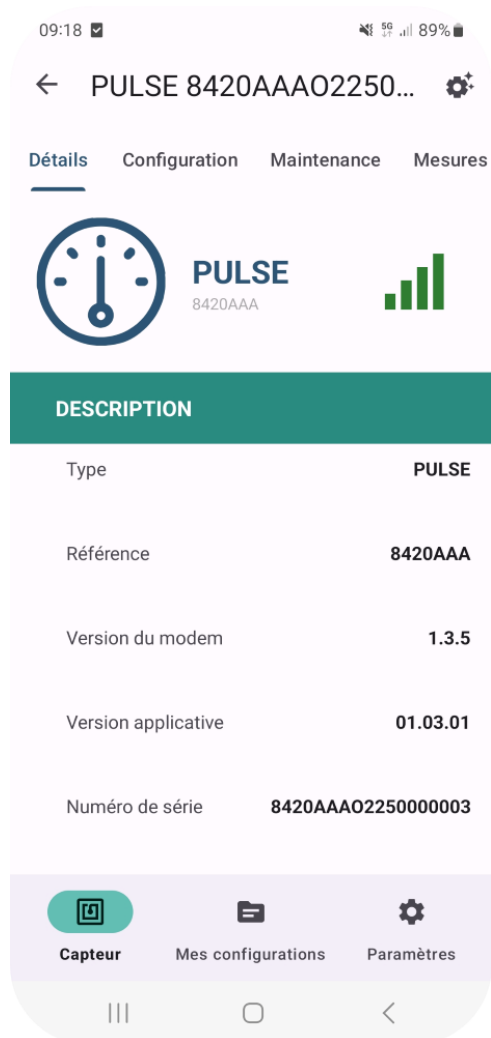 09:18
5G
89%
PULSE 8420AAAO2250...
Détails Configuration Maintenance Mesures
PULSE
8420AAA
DESCRIPTION
Type PULSE
Référence 8420AAA
Version du modem 1.3.5
Version applicative 01.03.01
Numéro de série 8420AAAO2250000003
Capteur Mes configurations Paramètres